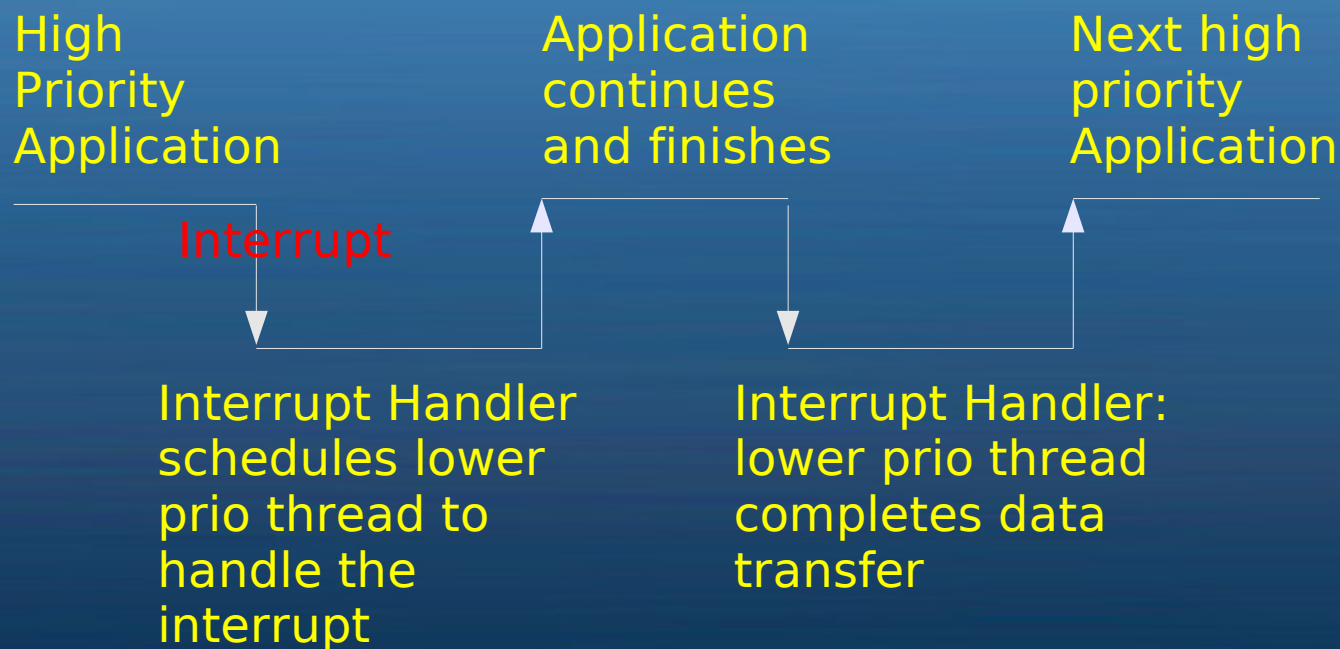 High
Priority
Application
Application
continues
and finishes
Next high
priority
Application
Interrupt
Interrupt Handler
schedules lower
prio thread to
handle the
interrupt
Interrupt Handler:
lower prio thread
completes data
transfer